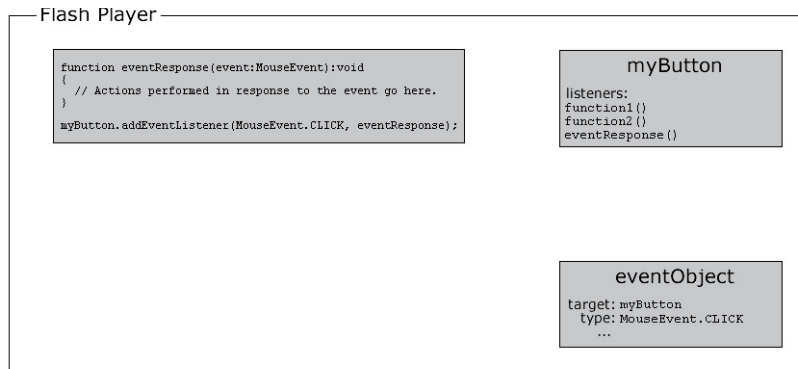 Flash Player
function eventResponse(event:MouseEvent):void
{
// Actions performed in response to the event go here.
}
myButton.addEventListener(MouseEvent.CLICK, eventResponse);
myButton
listeners:
function1()
function2()
eventResponse()
eventObject
target: myButton
type: MouseEvent.CLICK
...